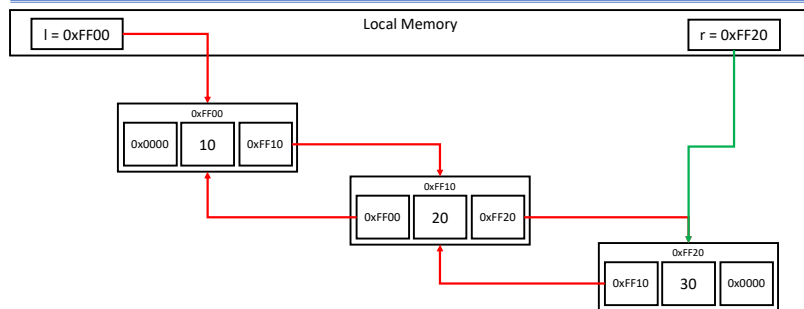 Local Memory
l = 0xFF00
r = 0xFF20
0xFF00
0x0000 10 0xFF10
0xFF10
0xFF00 20 0xFF20
0xFF20
0xFF10 30 0x0000